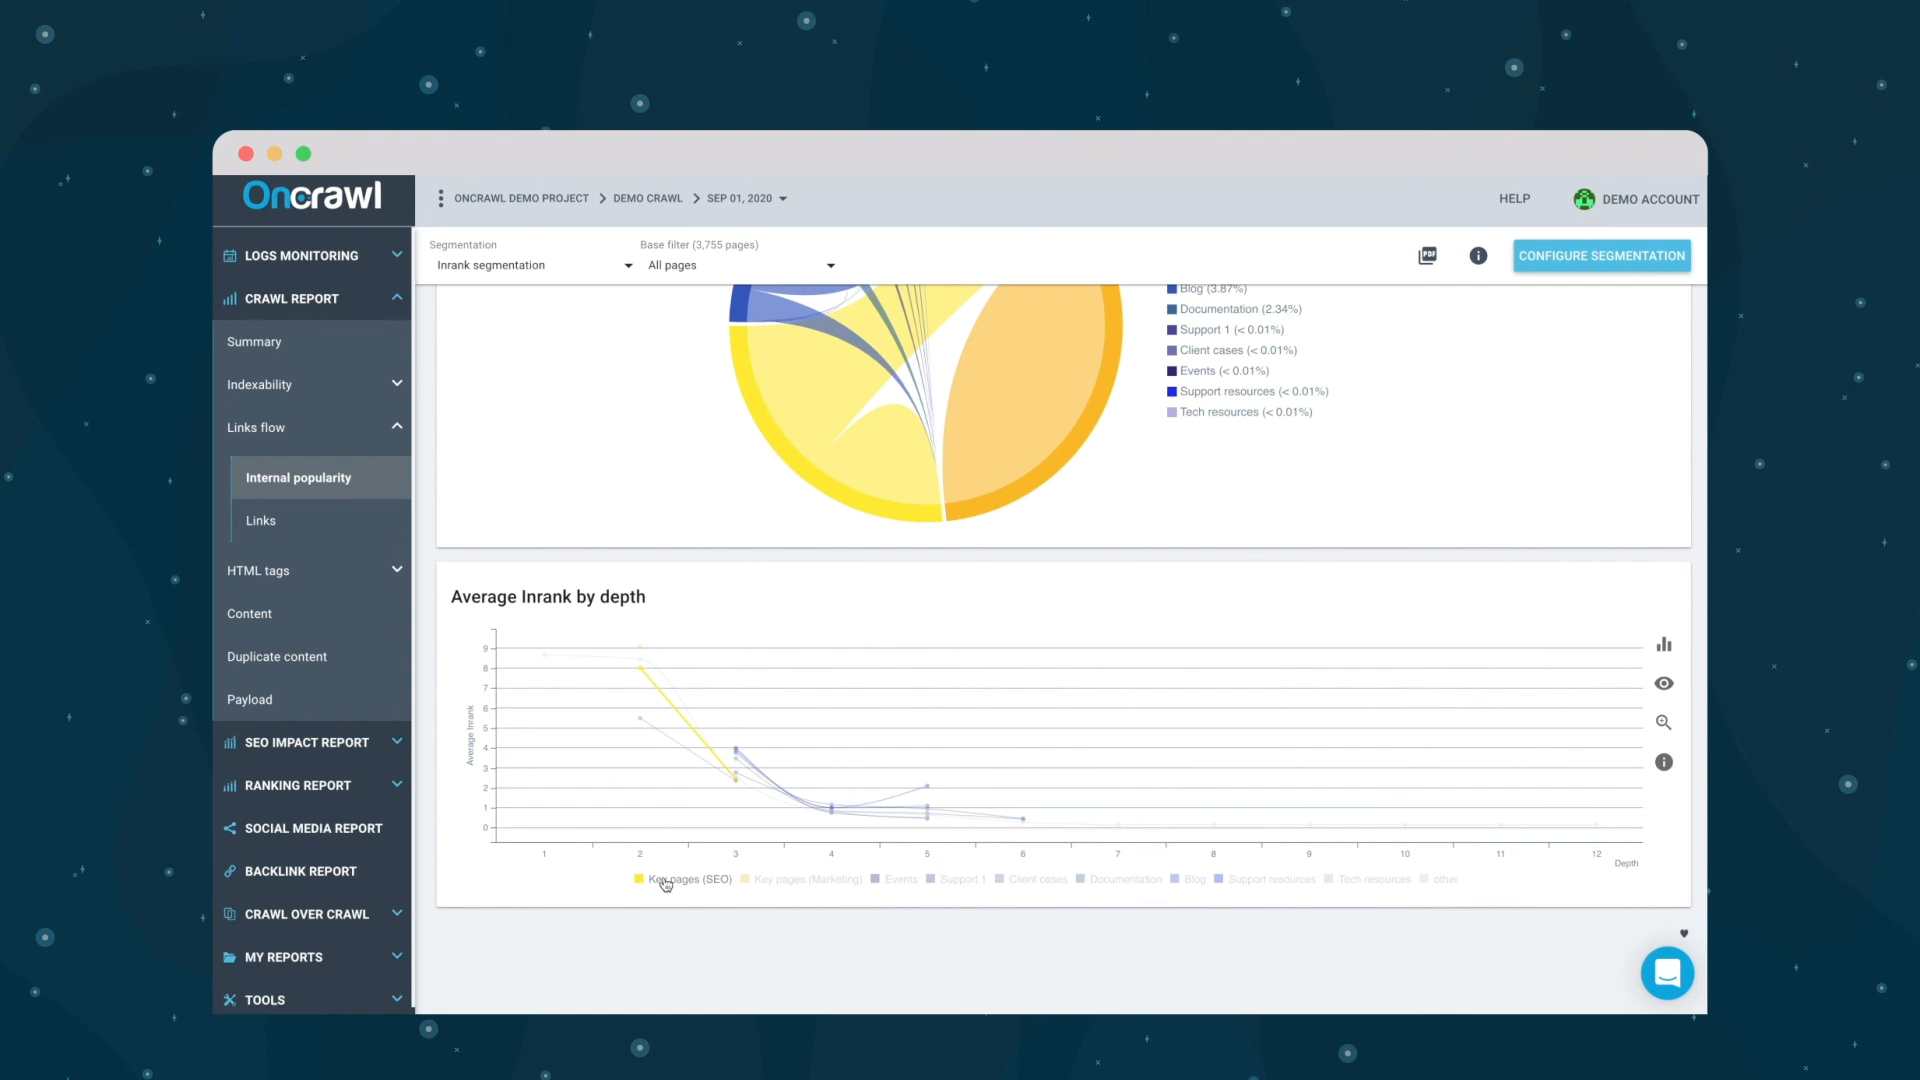 Oncrawl
ONCRAWL DEMO PROJECT
DEMO CRAWL
SEP 01, 2020
HELP
DEMO ACCOUNT
LOGS MONITORING
CRAWL REPORT
Summary
Indexability
Links flow
Internal popularity
Links
HTML tags
Content
Duplicate content
Payload
SEO IMPACT REPORT
RANKING REPORT
SOCIAL MEDIA REPORT
BACKLINK REPORT
CRAWL OVER CRAWL
MY REPORTS
TOOLS
Segmentation
Inrank segmentation
Base filter (3,755 pages)
All pages
PDF
CONFIGURE SEGMENTATION
Blog (3.87%)
Documentation (2.34%)
Support 1 (< 0.01%)
Client cases (< 0.01%)
Events (< 0.01%)
Support resources (< 0.01%)
Tech resources (< 0.01%)
Average Inrank by depth
Average Inrank
9
8
7
6
5
4
3
2
1
0
1 2 3 4 5 6 7 8 9 10 11 12
Depth
Key pages (SEO) Key pages (Marketing) Events Support 1 Client cases Documentation Blog Support resources Tech resources other